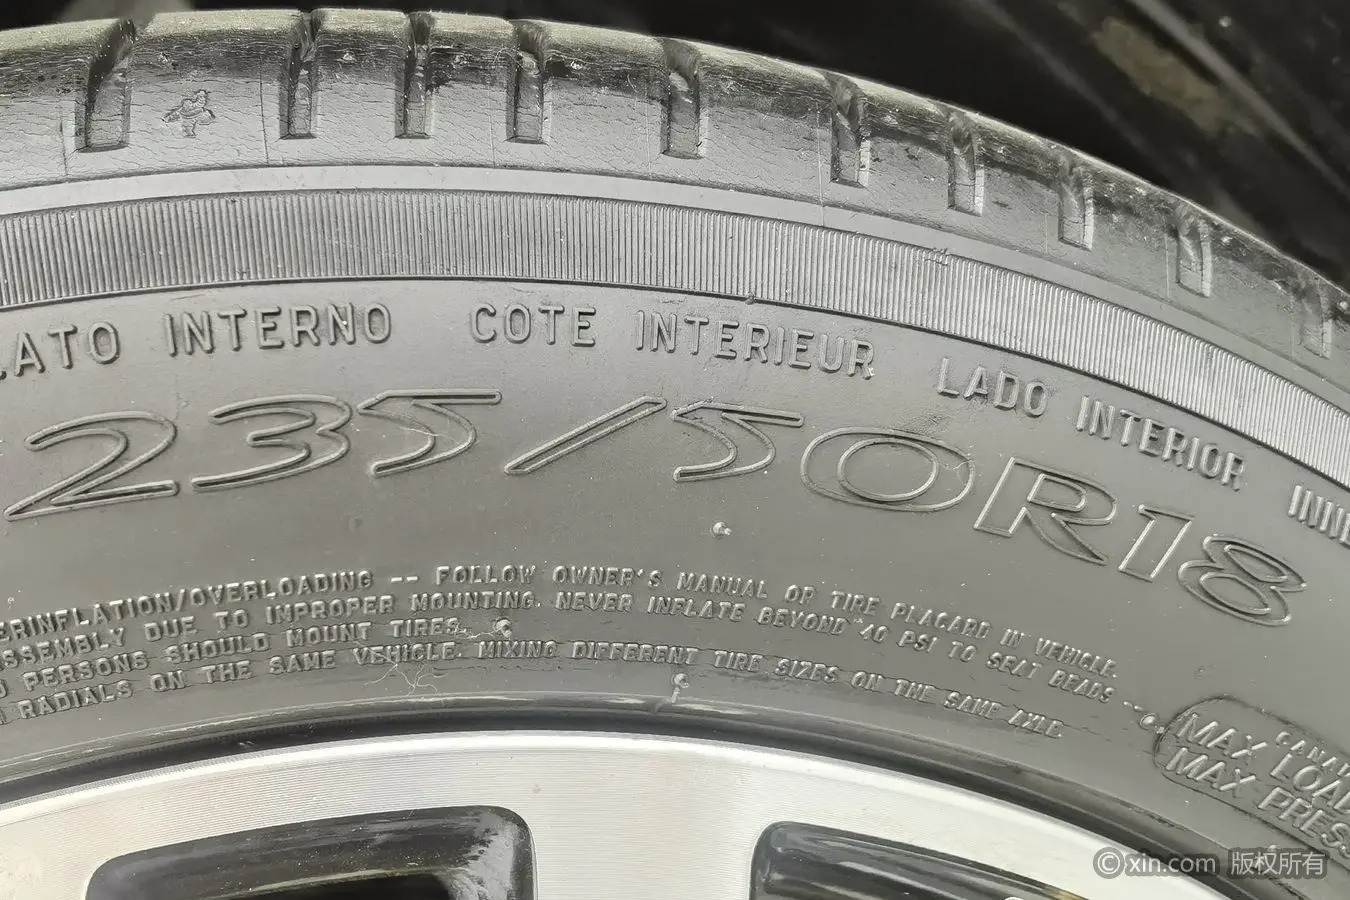 LATO INTERNO COTE INTERIEUR LADO INTERIOR
235/50R18
ERINFLATION/OVERLOADING -- FOLLOW OWNER'S MANUAL OR TIRE PLACARD IN VEHICLE.
ASSEMBLY DUE TO IMPROPER MOUNTING. NEVER INFLATE BEYOND 40 PSI TO SEAT BEADS --
PERSONS SHOULD MOUNT TIRES.
RADIALS ON THE SAME VEHICLE. MIXING DIFFERENT TIRE SIZES ON THE SAME AXLE
MAX LOA
MAX PRES
©xin.com 版权所有